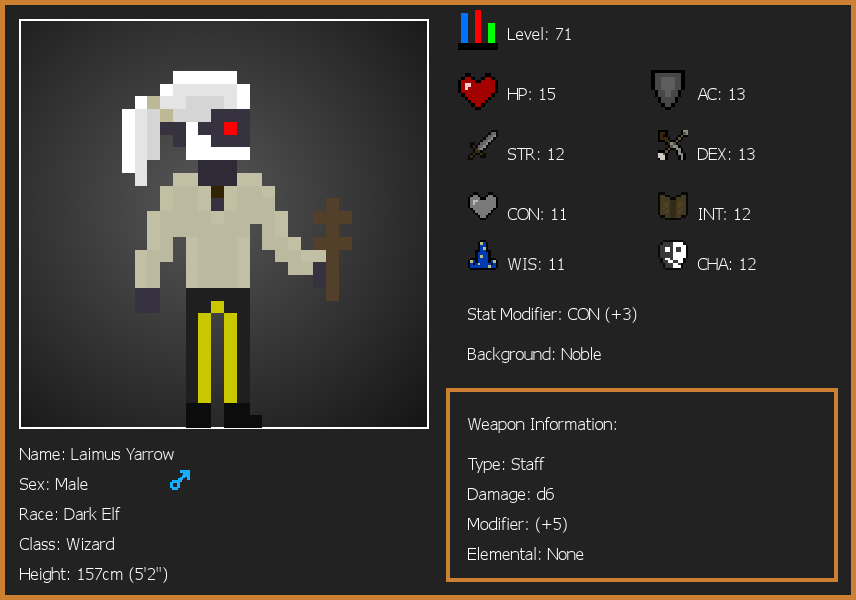 Level: 71
HP: 15
AC: 13
STR: 12
DEX: 13
CON: 11
INT: 12
WIS: 11
CHA: 12
Stat Modifier: CON (+3)
Background: Noble
Weapon Information:
Type: Staff
Damage: d6
Modifier: (+5)
Elemental: None
Name: Laimus Yarrow
Sex: Male
Race: Dark Elf
Class: Wizard
Height: 157cm (5'2")